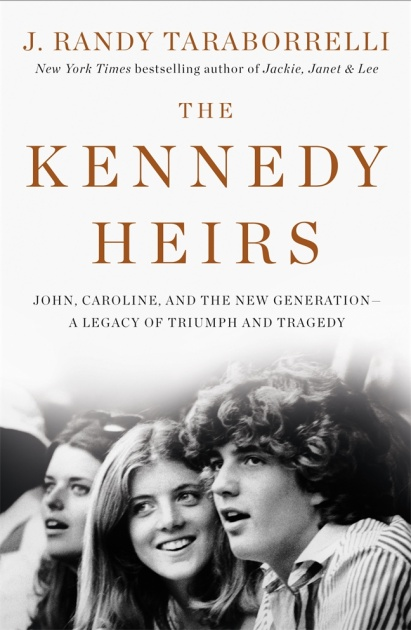 J. RANDY TARABORRELLI
New York Times bestselling author of Jackie, Janet & Lee
THE
KENNEDY
HEIRS
JOHN, CAROLINE, AND THE NEW GENERATION—
A LEGACY OF TRIUMPH AND TRAGEDY